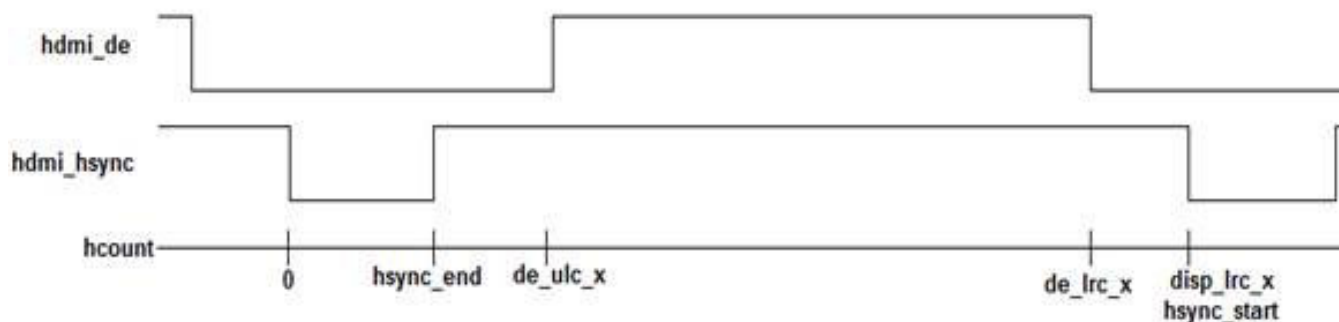 hdmi_de
hdmi_hsync
hcount
0 hsync_end de_ulc_x de_lrc_x disp_lrc_x
hsync_start